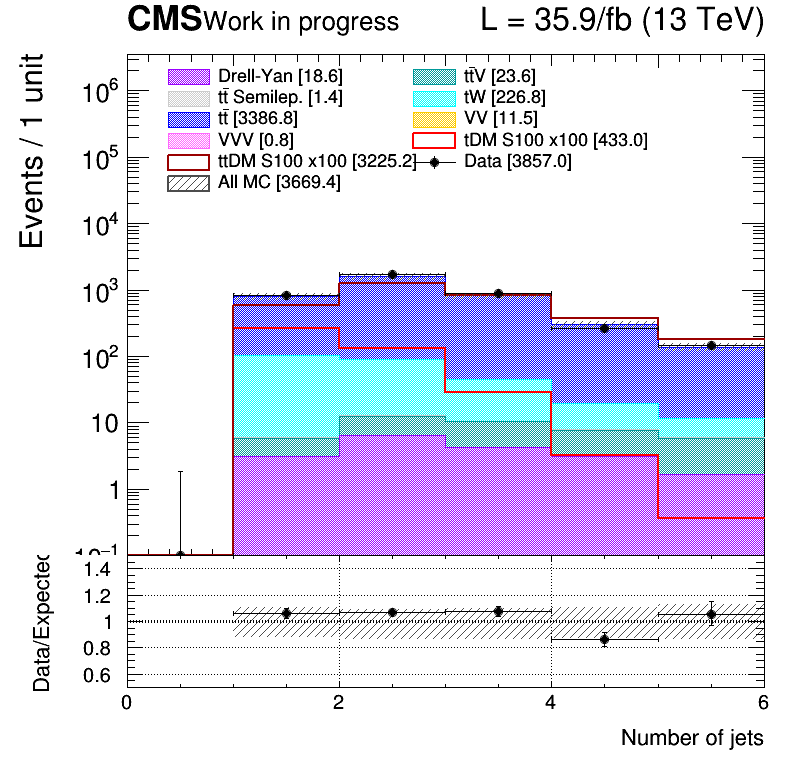 CMS Work in progress L = 35.9/fb (13 TeV)
Events / 1 unit
10⁶
10⁵
10⁴
10³
10²
10
1
10⁻¹
Drell-Yan [18.6] tt̄V [23.6]
tt̄ Semilep. [1.4] tW [226.8]
tt̄ [3386.8] VV [11.5]
VVV [0.8] tDM S100 x100 [433.0]
ttDM S100 x100 [3225.2] Data [3857.0]
All MC [3669.4]
Data/Expected
1.4
1.2
1
0.8
0.6
0 2 4 6
Number of jets